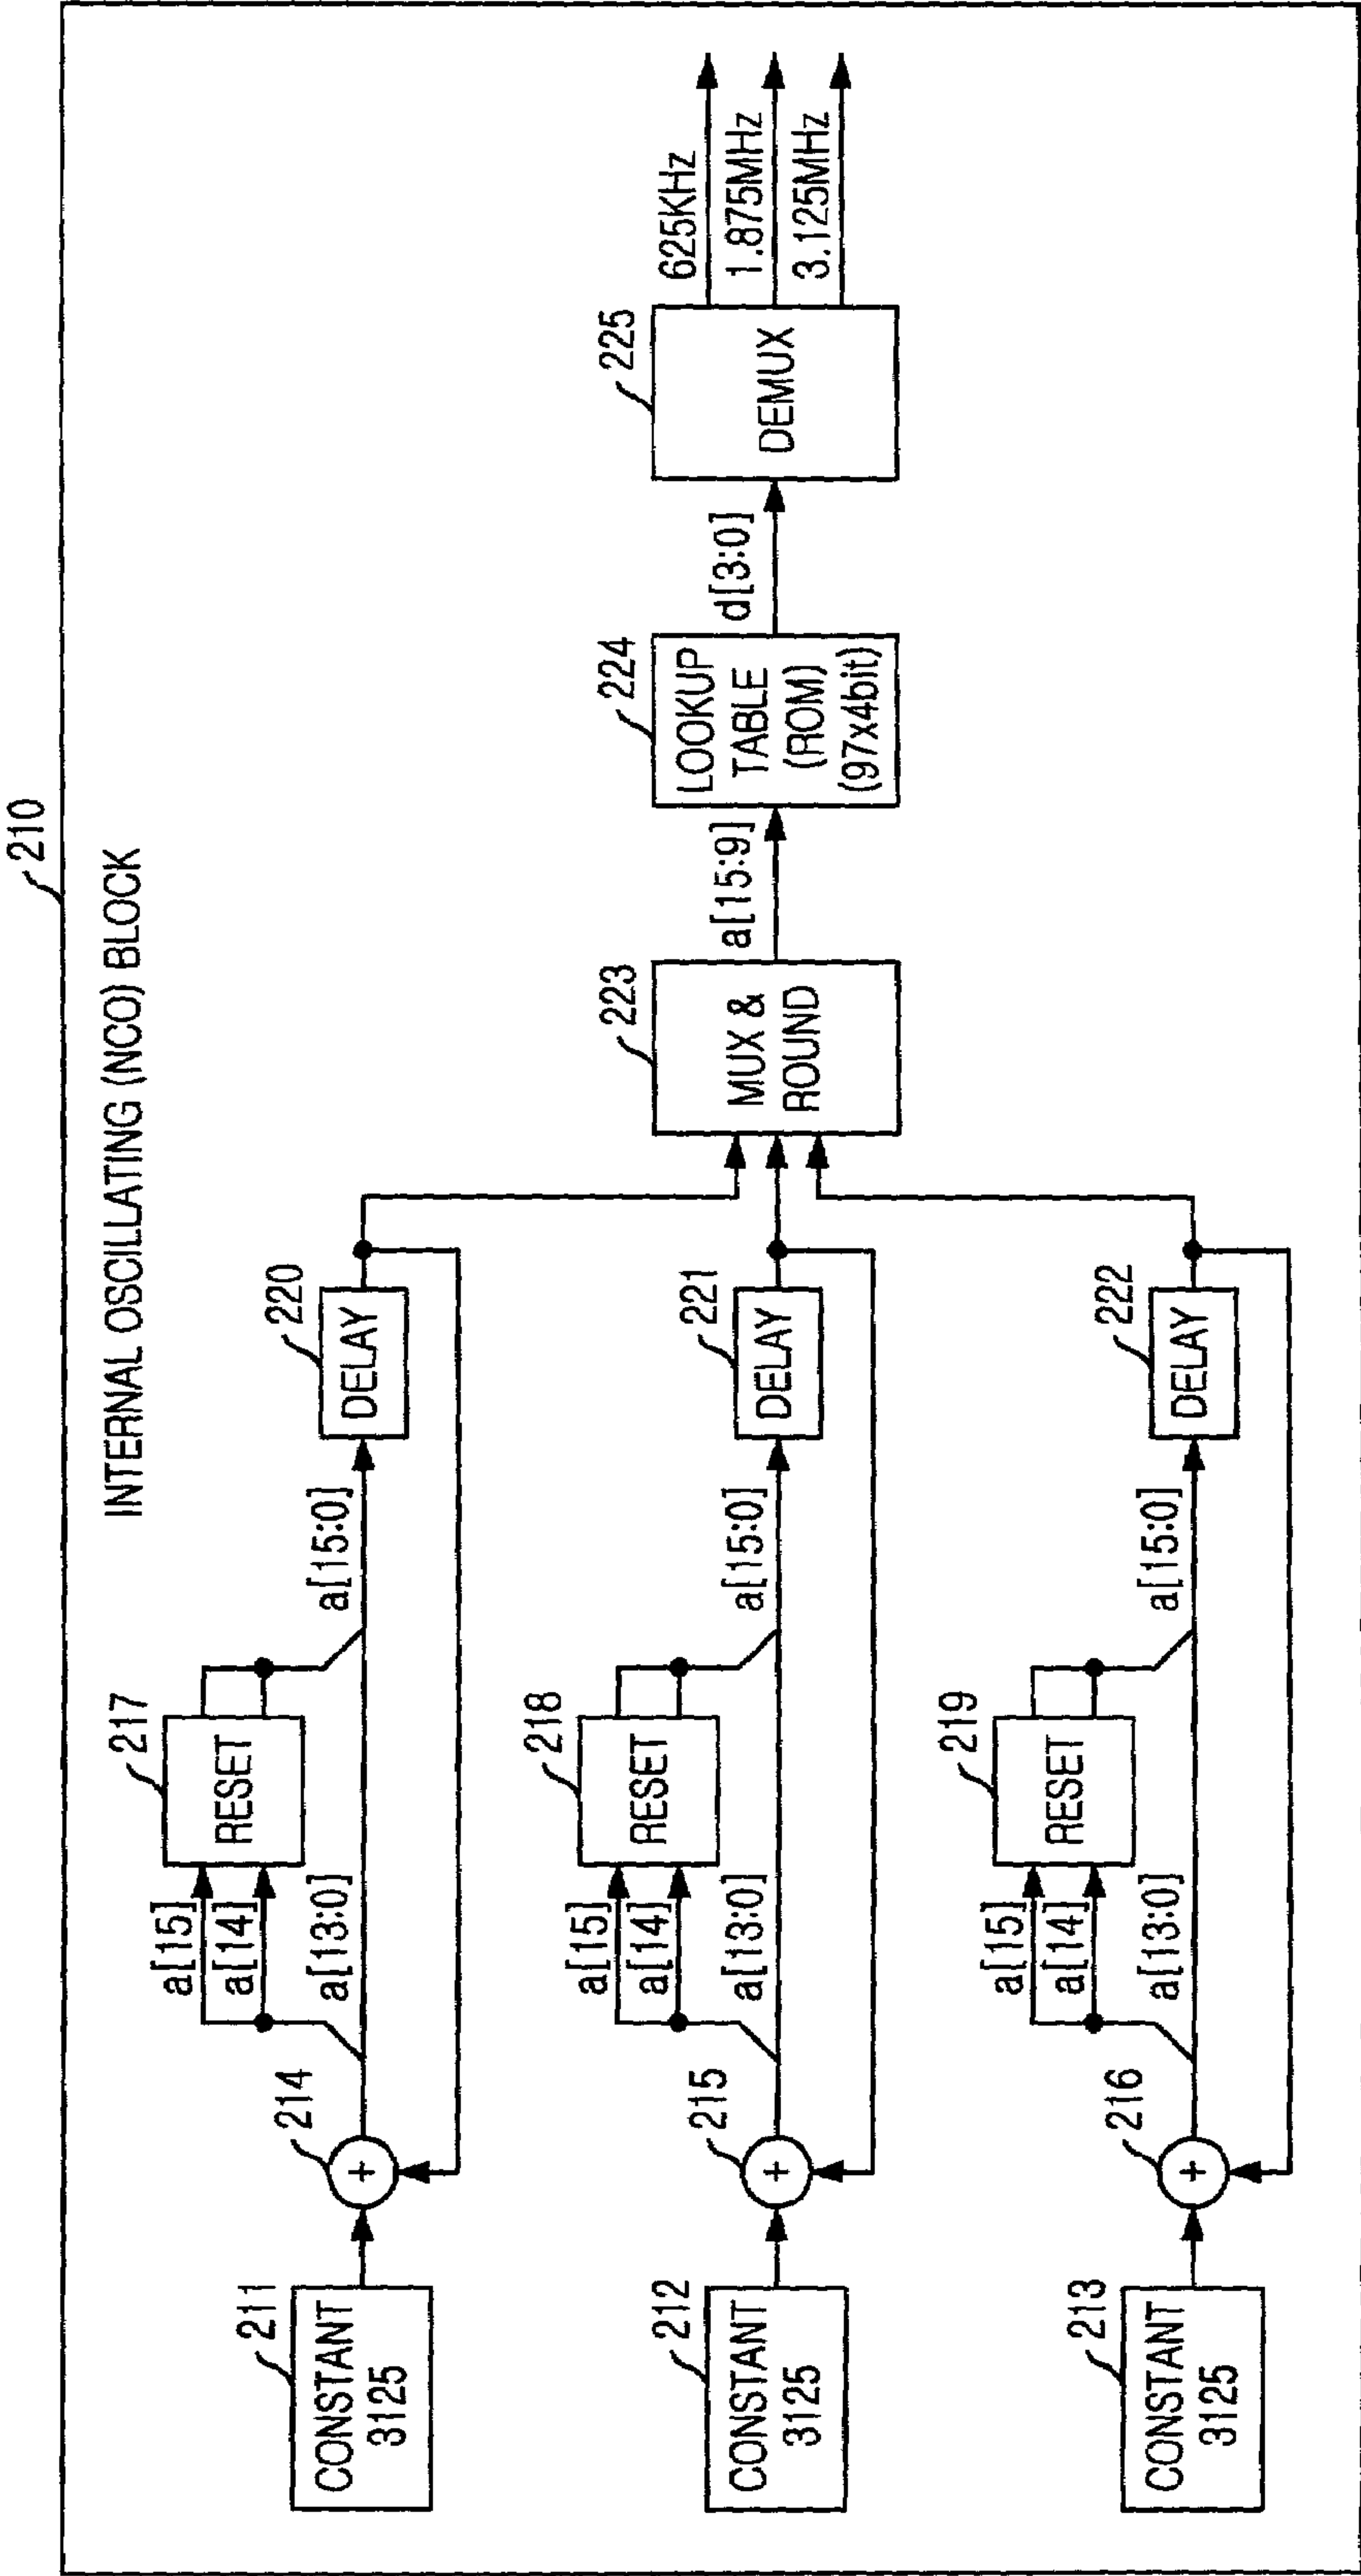 210
INTERNAL OSCILLATING (NCO) BLOCK
211
CONSTANT
3125
214
+
a[15]
a[14]
a[13:0]
217
RESET
a[15:0]
220
DELAY
212
CONSTANT
3125
215
+
a[15]
a[14]
a[13:0]
218
RESET
a[15:0]
221
DELAY
213
CONSTANT
3125
216
+
a[15]
a[14]
a[13:0]
219
RESET
a[15:0]
222
DELAY
223
MUX &
ROUND
a[15:9]
224
LOOKUP
TABLE
(ROM)
(97x4bit)
d[3:0]
225
DEMUX
625KHz
1.875MHz
3.125MHz